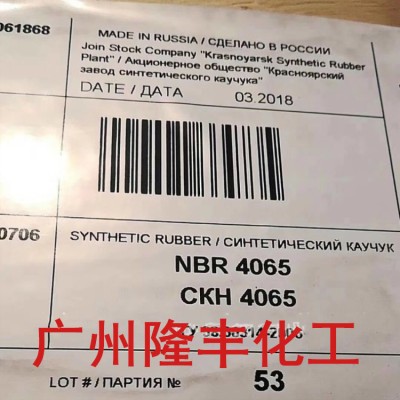 061868
MADE IN RUSSIA / СДЕЛАНО В РОССИИ
Join Stock Company "Krasnoyarsk Synthetic Rubber
Plant" / Акционерное общество "Красноярский
завод синтетического каучука"
DATE / ДАТА 03.2018
0706
SYNTHETIC RUBBER / СИНТЕТИЧЕСКИЙ КАУЧУК
NBR 4065
СКН 4065
广州隆丰化工
LOT # / ПАРТИЯ № 53